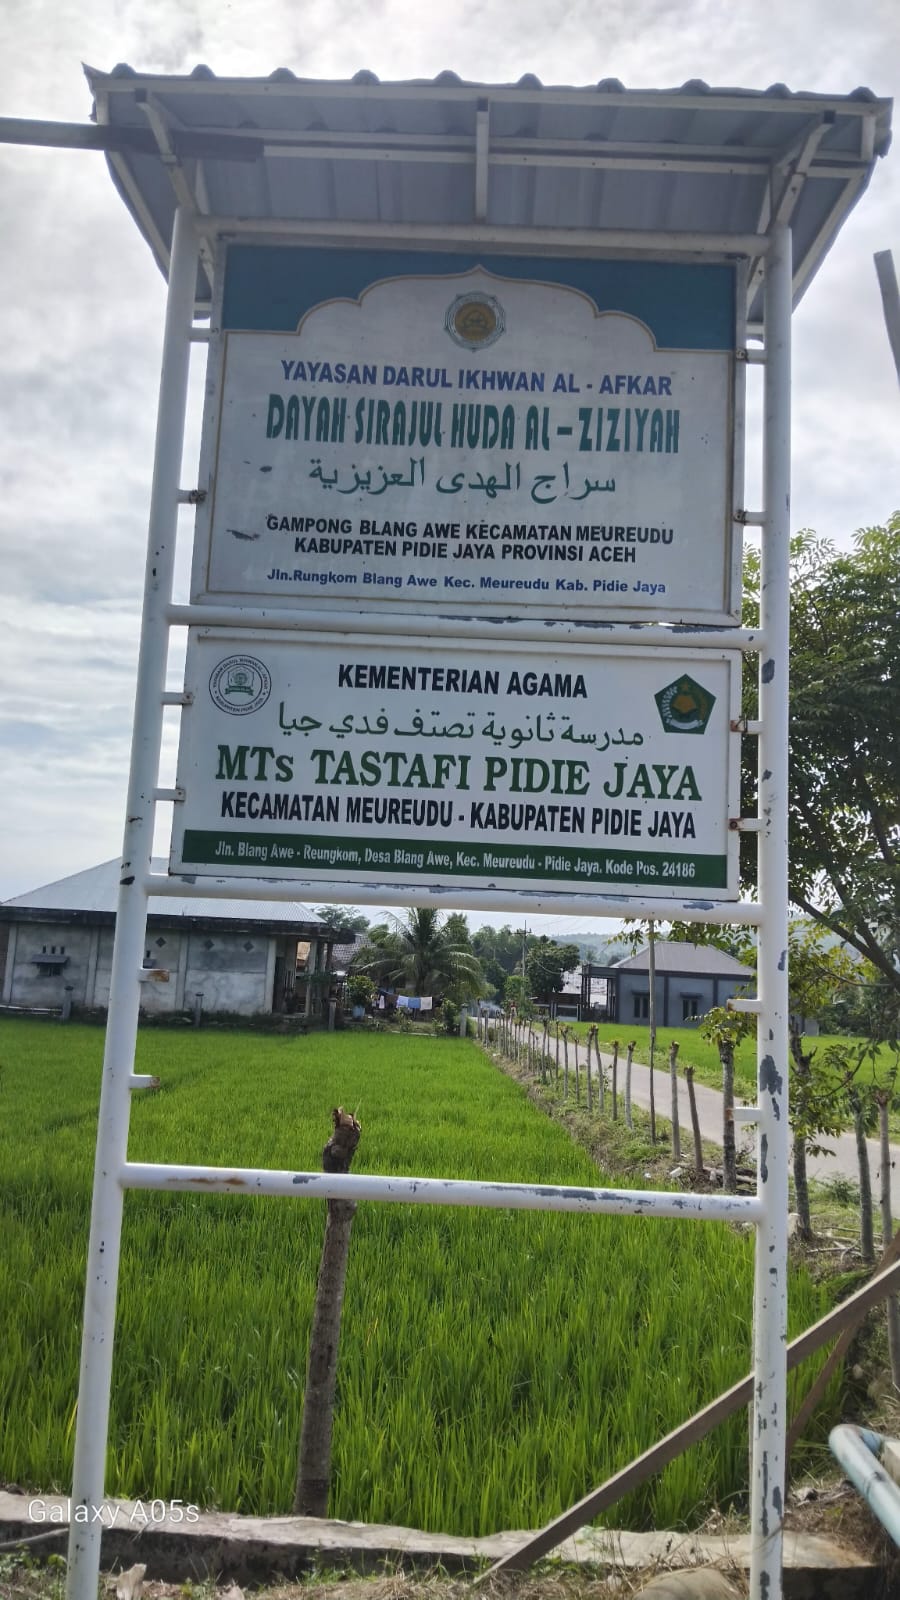 YAYASAN DARUL IKHWAN AL - AFKAR
DAYAH SIRAJUL HUDA AL - ZIZIYAH
سراج الهدى العزيزية
GAMPONG BLANG AWE KECAMATAN MEUREUDU
KABUPATEN PIDIE JAYA PROVINSI ACEH
Jln.Rungkom Blang Awe Kec. Meureudu Kab. Pidie Jaya
KEMENTERIAN AGAMA
مدرسة ثانوية تصتف فدي جيا
MTs TASTAFI PIDIE JAYA
KECAMATAN MEUREUDU - KABUPATEN PIDIE JAYA
Jln. Blang Awe - Reungkom, Desa Blang Awe, Kec. Meureudu - Pidie Jaya. Kode Pos. 24186
Galaxy A05s